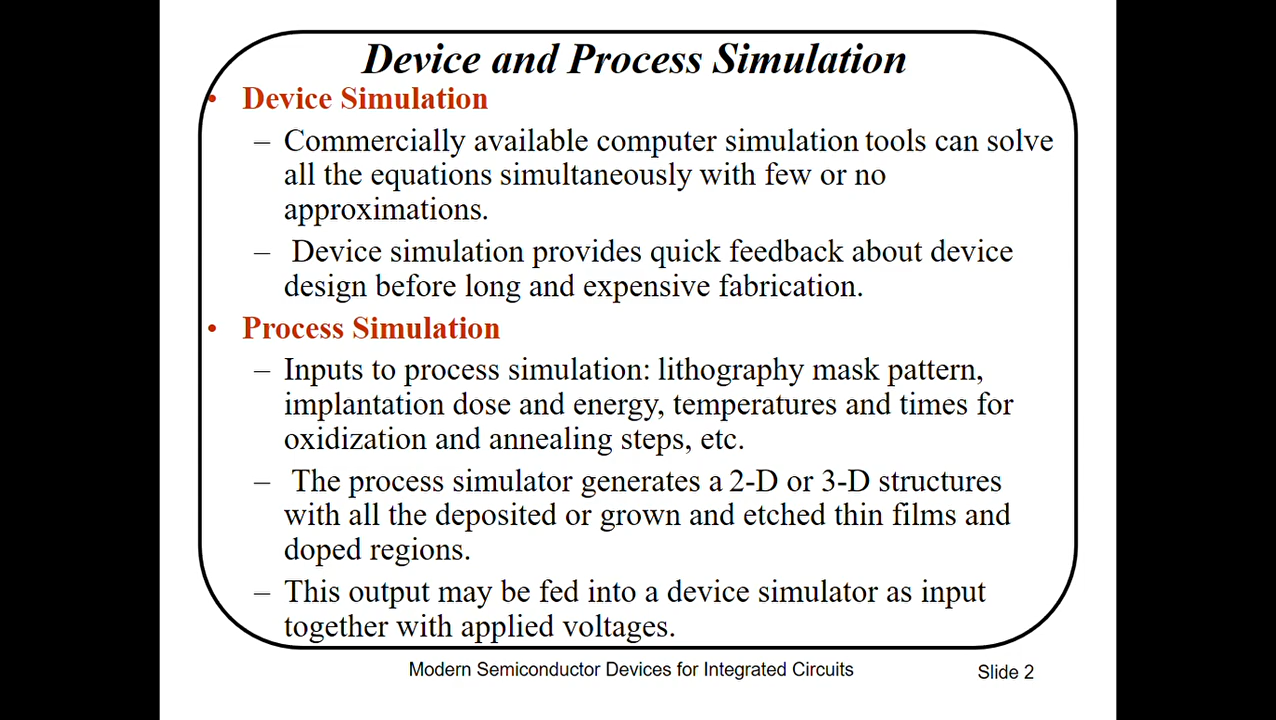 Device and Process Simulation
• Device Simulation
– Commercially available computer simulation tools can solve
all the equations simultaneously with few or no
approximations.
– Device simulation provides quick feedback about device
design before long and expensive fabrication.
• Process Simulation
– Inputs to process simulation: lithography mask pattern,
implantation dose and energy, temperatures and times for
oxidization and annealing steps, etc.
– The process simulator generates a 2-D or 3-D structures
with all the deposited or grown and etched thin films and
doped regions.
– This output may be fed into a device simulator as input
together with applied voltages.
Modern Semiconductor Devices for Integrated Circuits
Slide 2